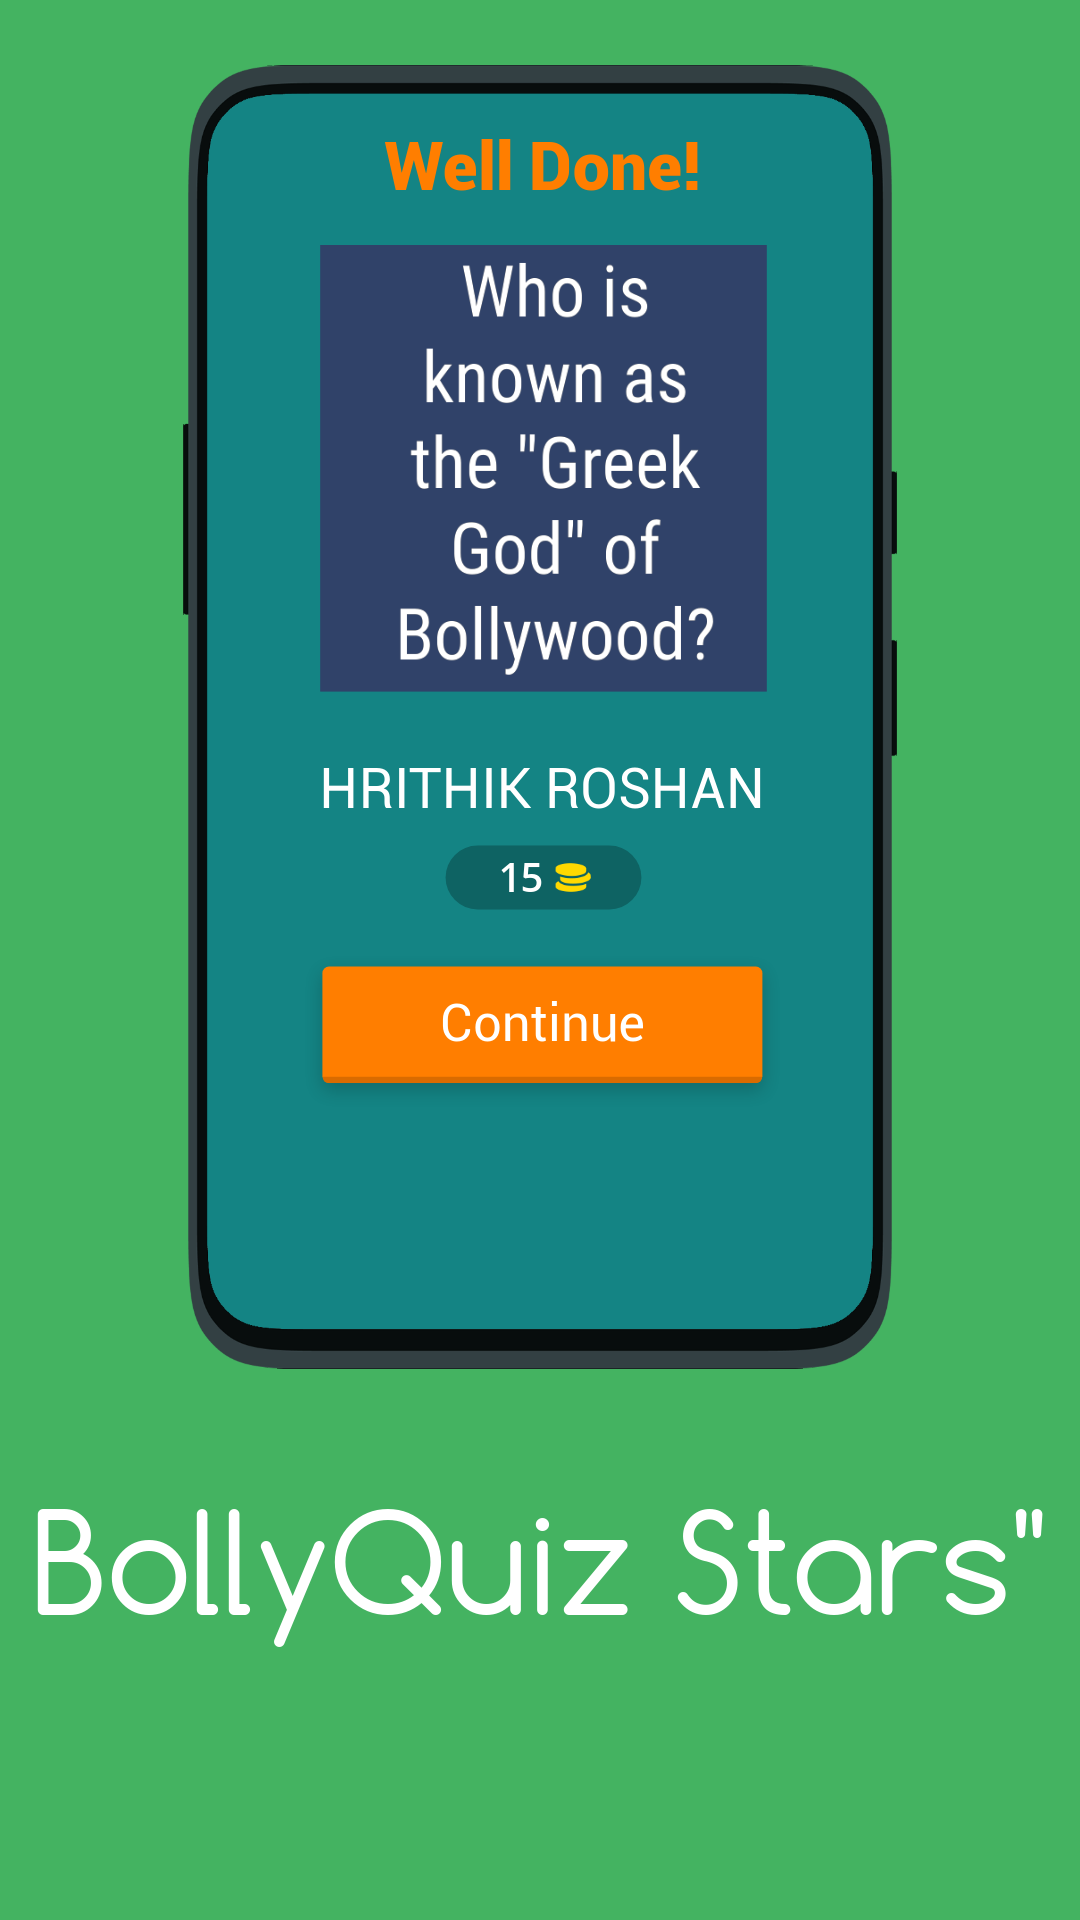 Well Done!
Who is
known as
the "Greek
God" of
Bollywood?
HRITHIK ROSHAN
15
Continue
BollyQuiz Stars"